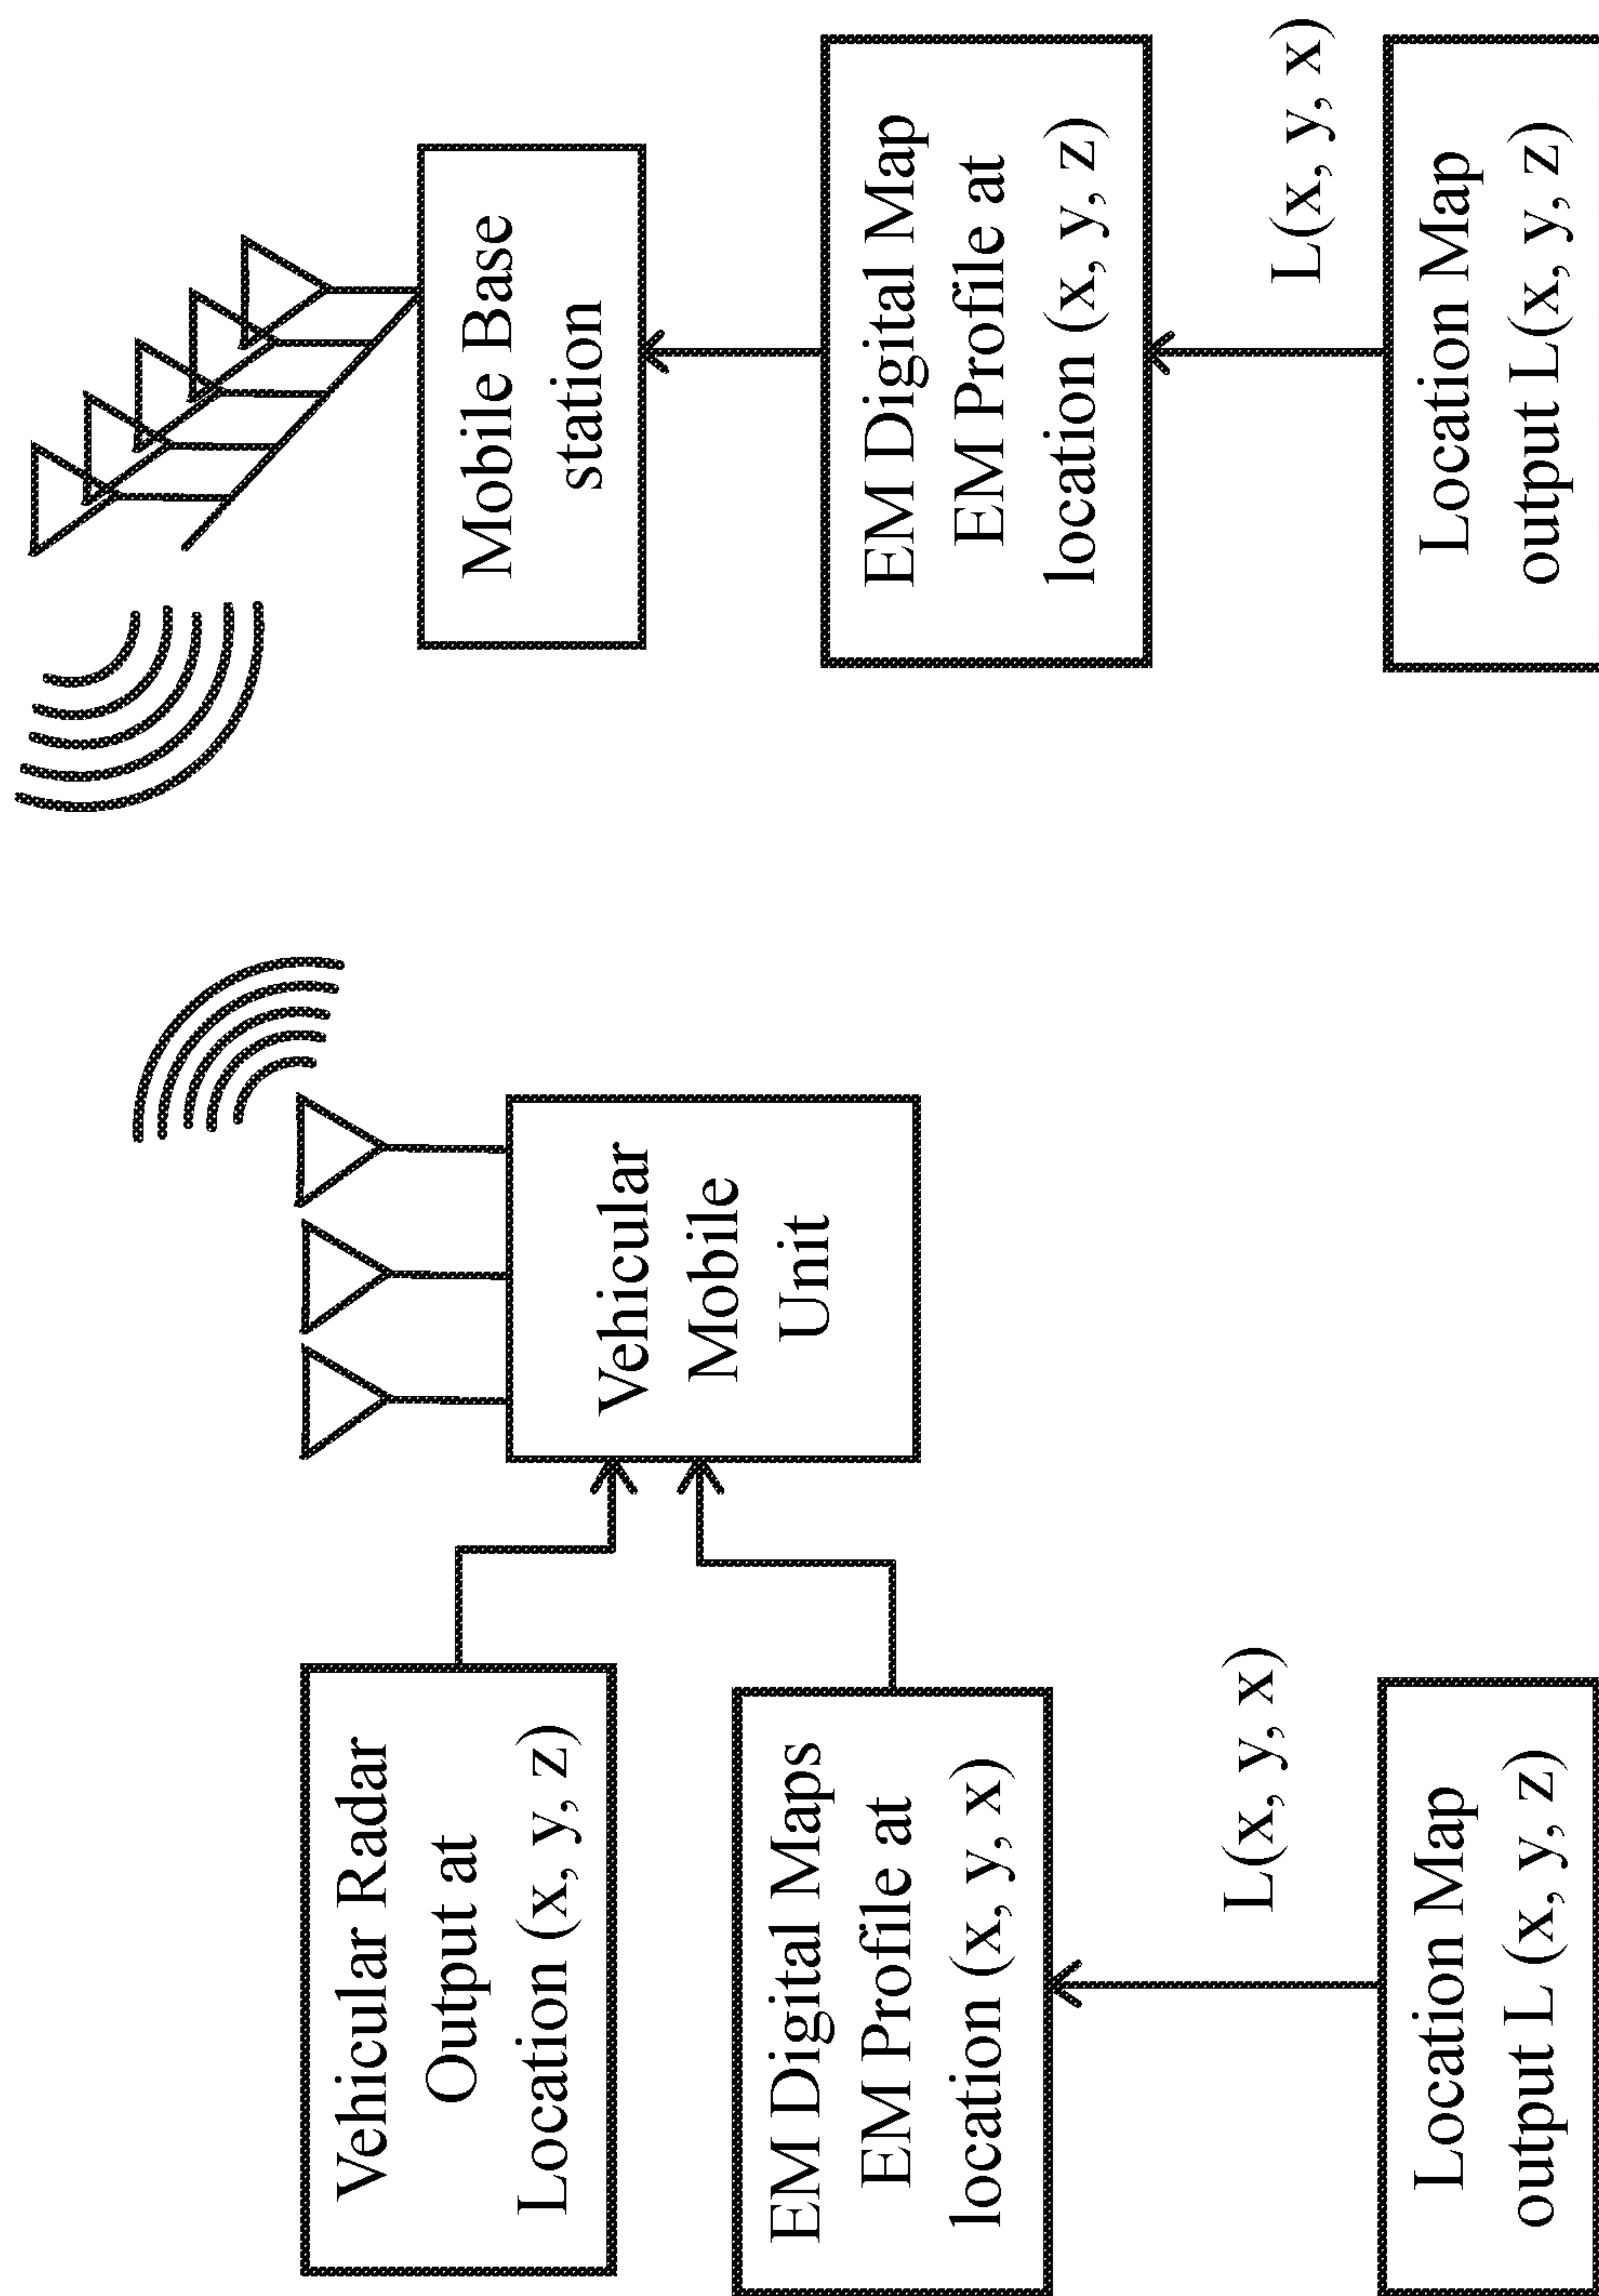 Vehicular Radar
Output at
Location (x, y, z)
EM Digital Maps
EM Profile at
location (x, y, x)
L(x, y, x)
Location Map
output L (x, y, z)
Vehicular
Mobile
Unit
Mobile Base
station
EM Digital Map
EM Profile at
location (x, y, z)
L(x, y, x)
Location Map
output L(x, y, z)